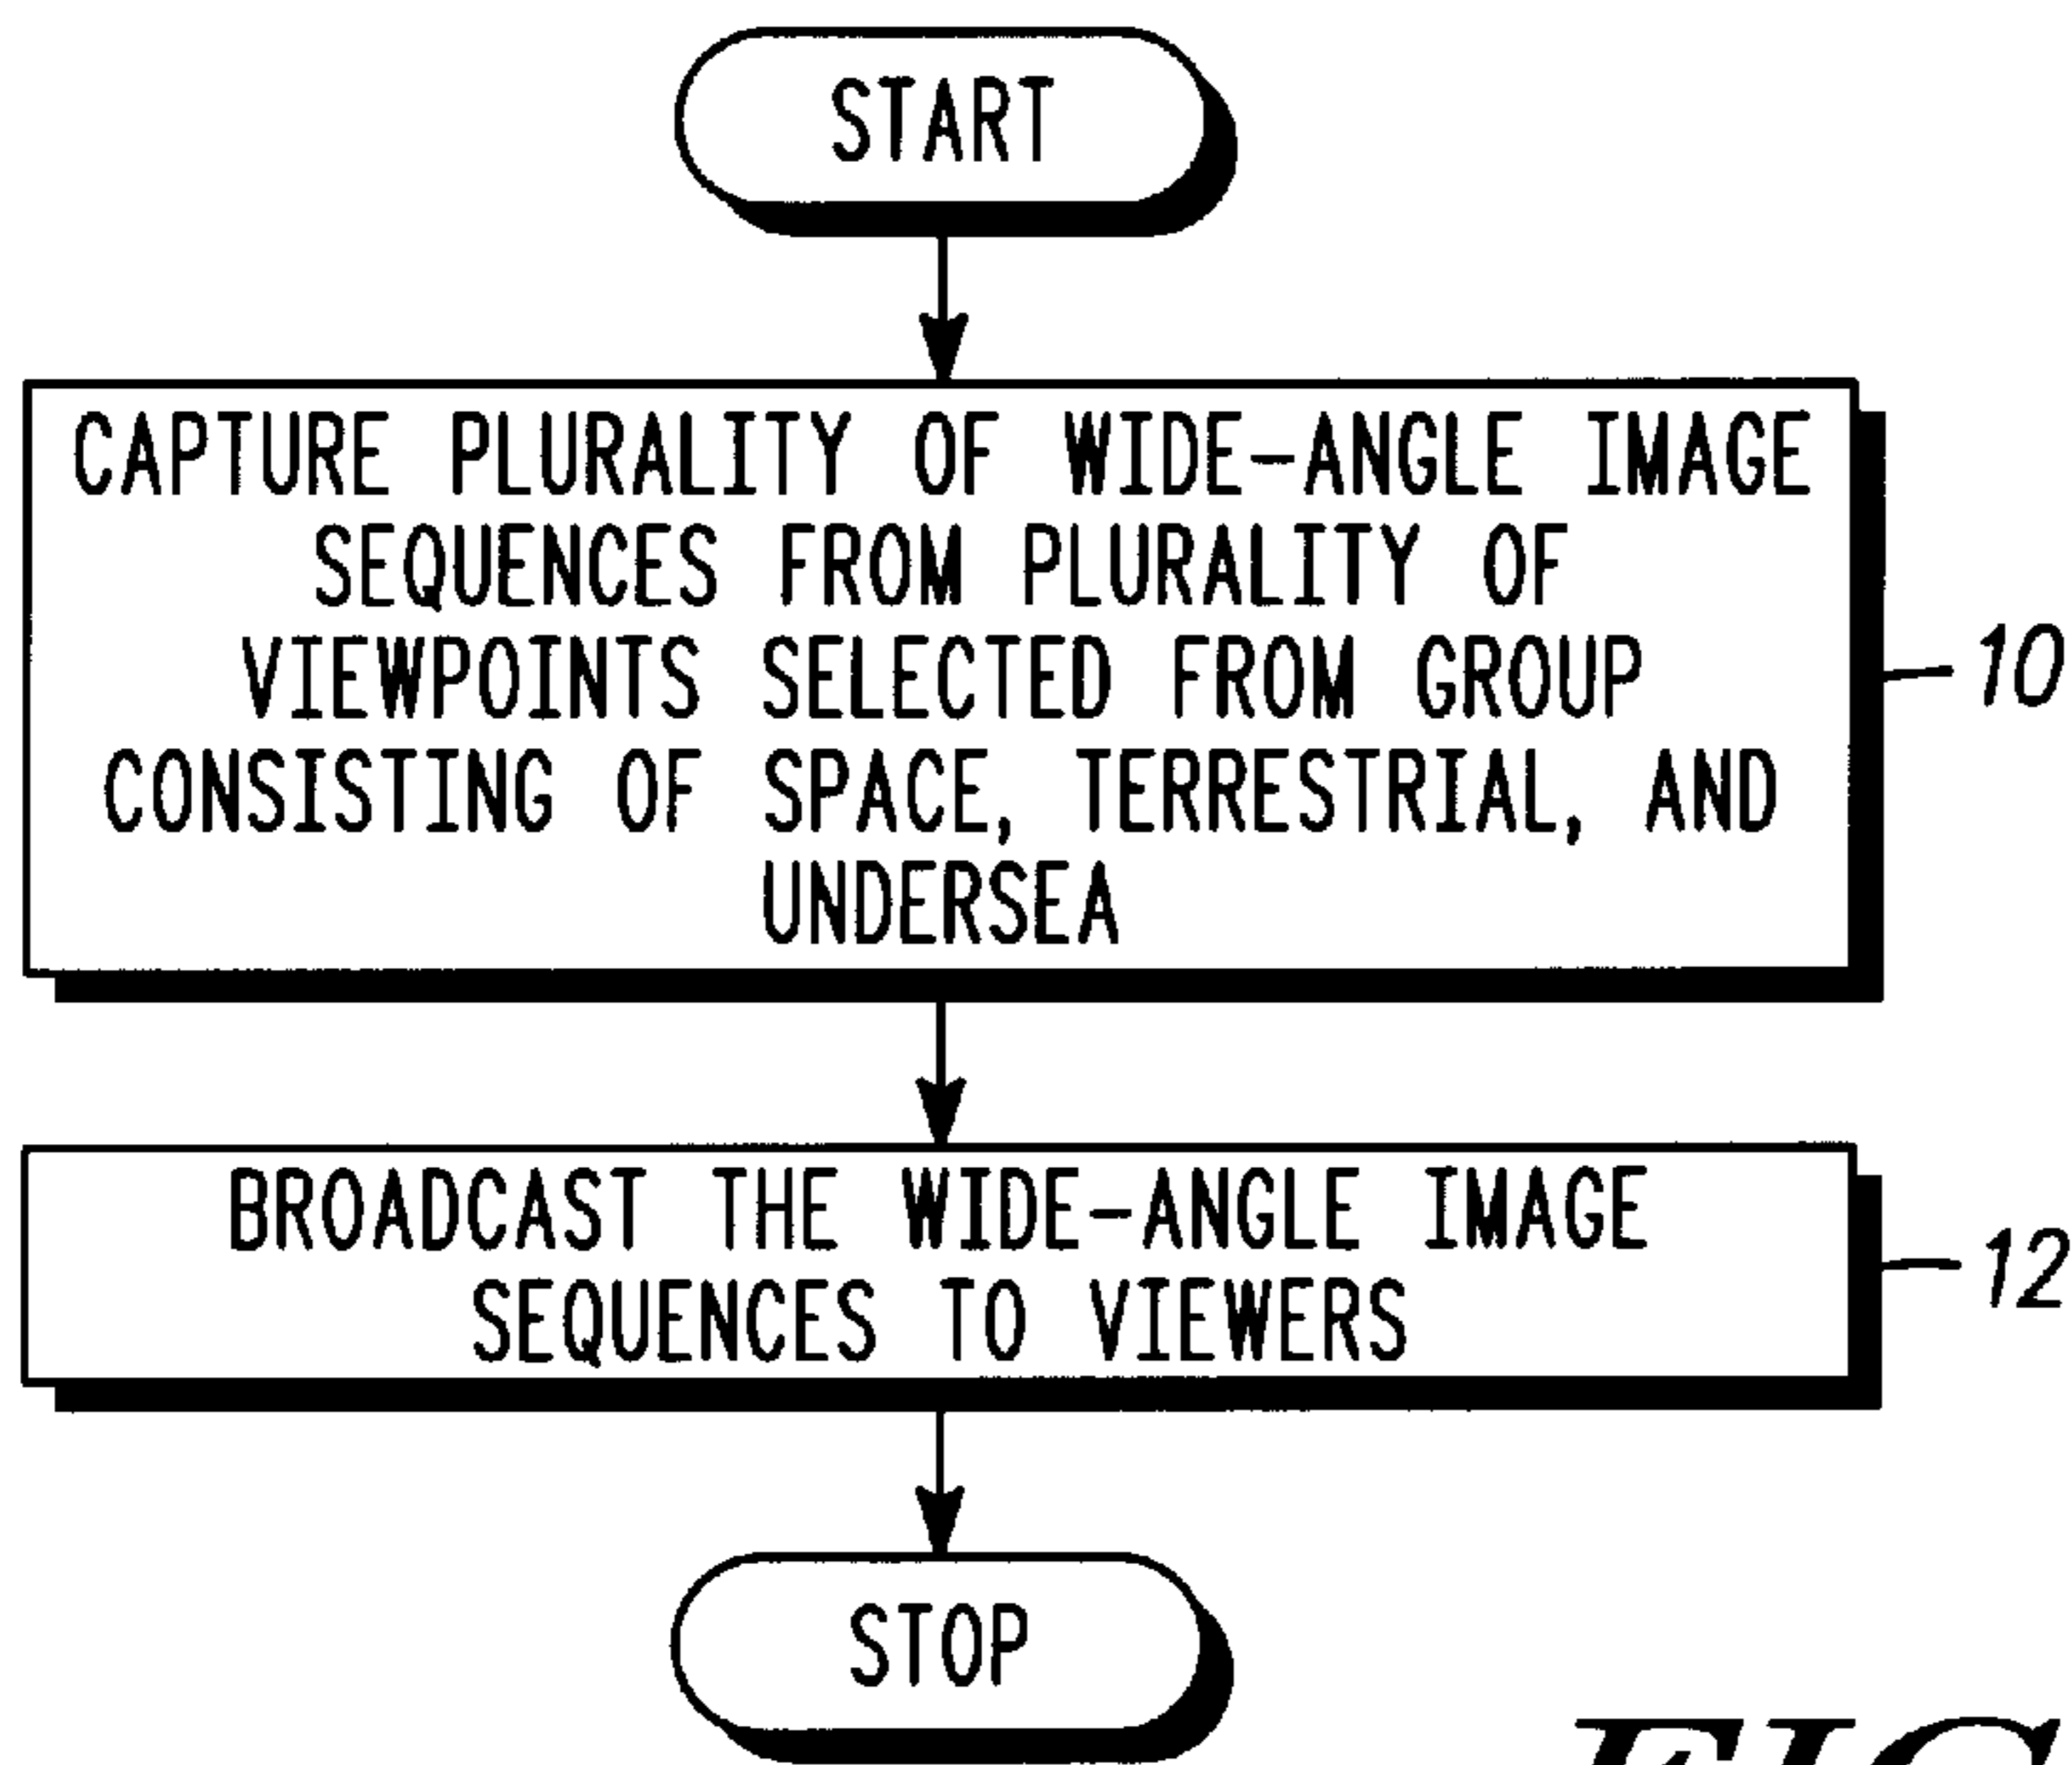 START
CAPTURE PLURALITY OF WIDE-ANGLE IMAGE
SEQUENCES FROM PLURALITY OF
VIEWPOINTS SELECTED FROM GROUP
CONSISTING OF SPACE, TERRESTRIAL, AND
UNDERSEA
10
BROADCAST THE WIDE-ANGLE IMAGE
SEQUENCES TO VIEWERS
12
STOP